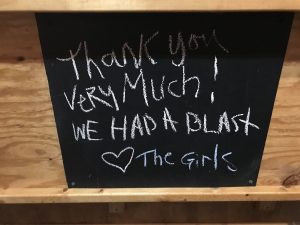 Thank you
Very Much!
WE HAD A BLAST
♡ The Girls